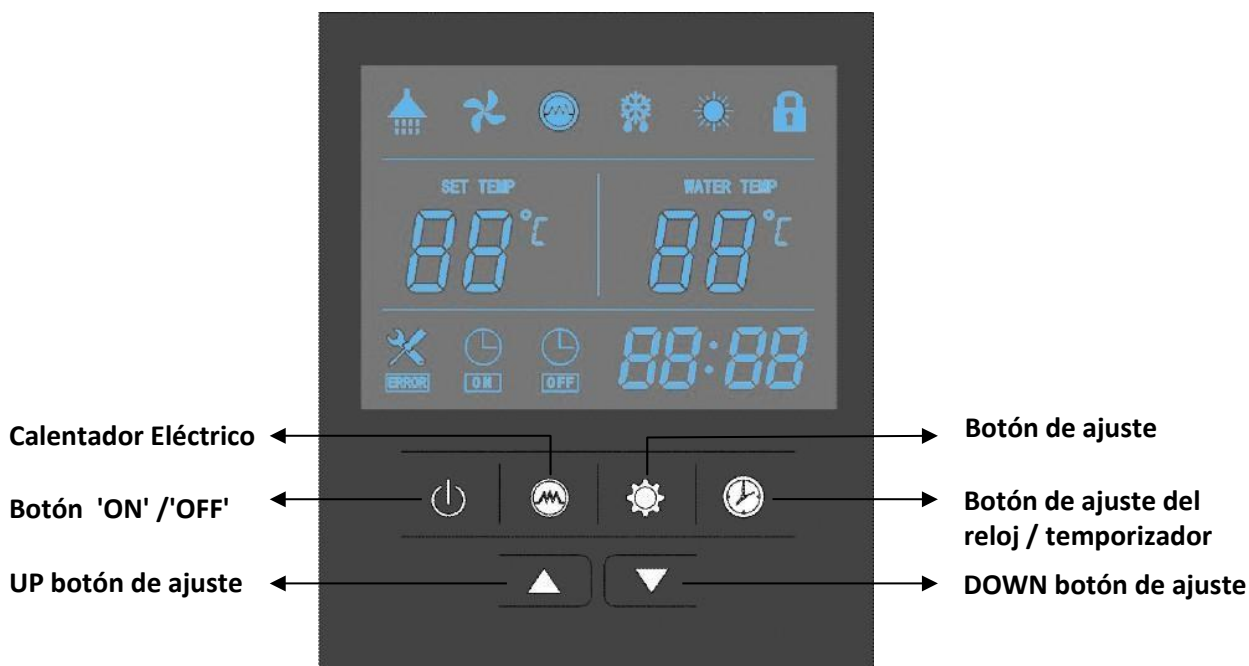 SET TEMP
WATER TEMP
88°C
88°C
ERROR
ON
OFF
88:88
Calentador Eléctrico
Botón de ajuste
Botón 'ON' /'OFF'
Botón de ajuste del
reloj / temporizador
UP botón de ajuste
DOWN botón de ajuste